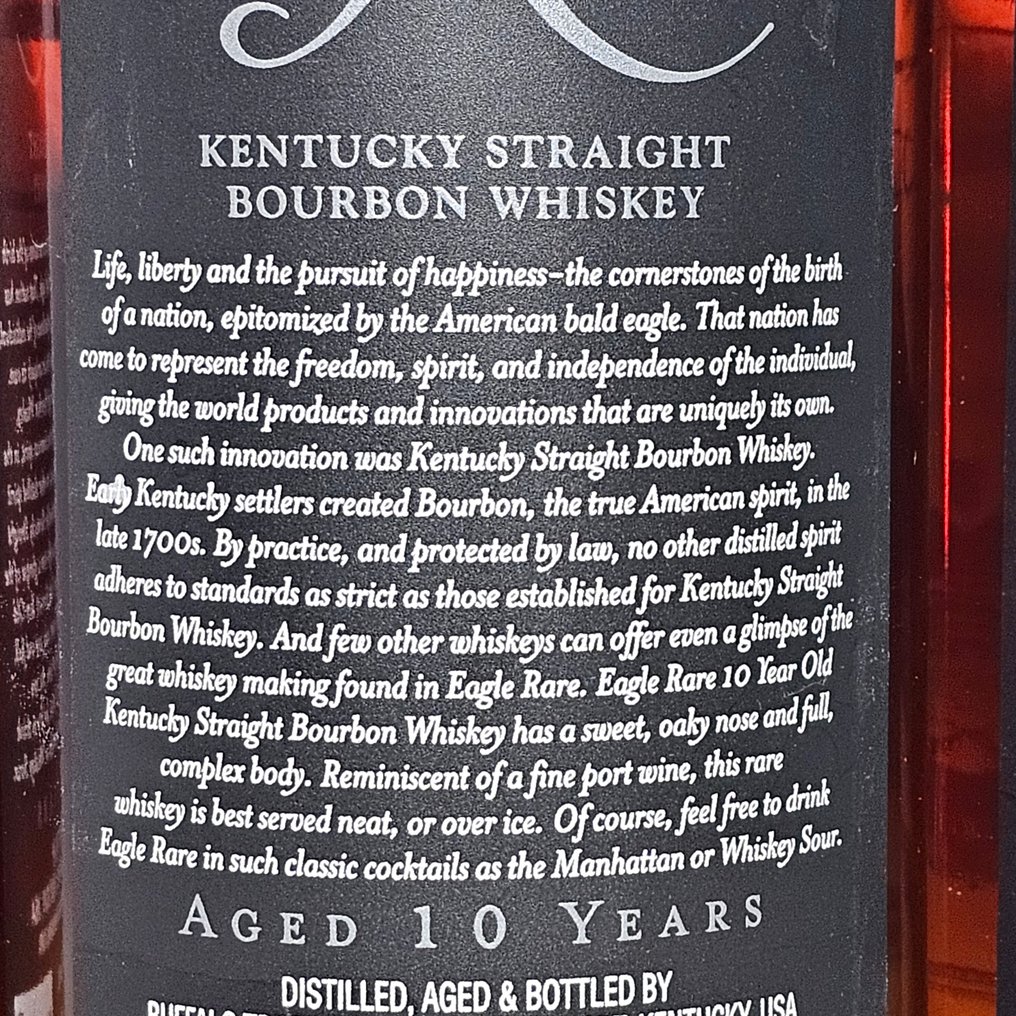 KENTUCKY STRAIGHT
BOURBON WHISKEY
Life, liberty and the pursuit of happiness–the cornerstones of the birth
of a nation, epitomized by the American bald eagle. That nation has
come to represent the freedom, spirit, and independence of the individual,
giving the world products and innovations that are uniquely its own.
One such innovation was Kentucky Straight Bourbon Whiskey.
Early Kentucky settlers created Bourbon, the true American spirit, in the
late 1700s. By practice, and protected by law, no other distilled spirit
adheres to standards as strict as those established for Kentucky Straight
Bourbon Whiskey. And few other whiskeys can offer even a glimpse of the
great whiskey making found in Eagle Rare. Eagle Rare 10 Year Old
Kentucky Straight Bourbon Whiskey has a sweet, oaky nose and full,
complex body. Reminiscent of a fine port wine, this rare
whiskey is best served neat, or over ice. Of course, feel free to drink
Eagle Rare in such classic cocktails as the Manhattan or Whiskey Sour.
AGED 10 YEARS
DISTILLED, AGED & BOTTLED BY
KENTUCKY, USA